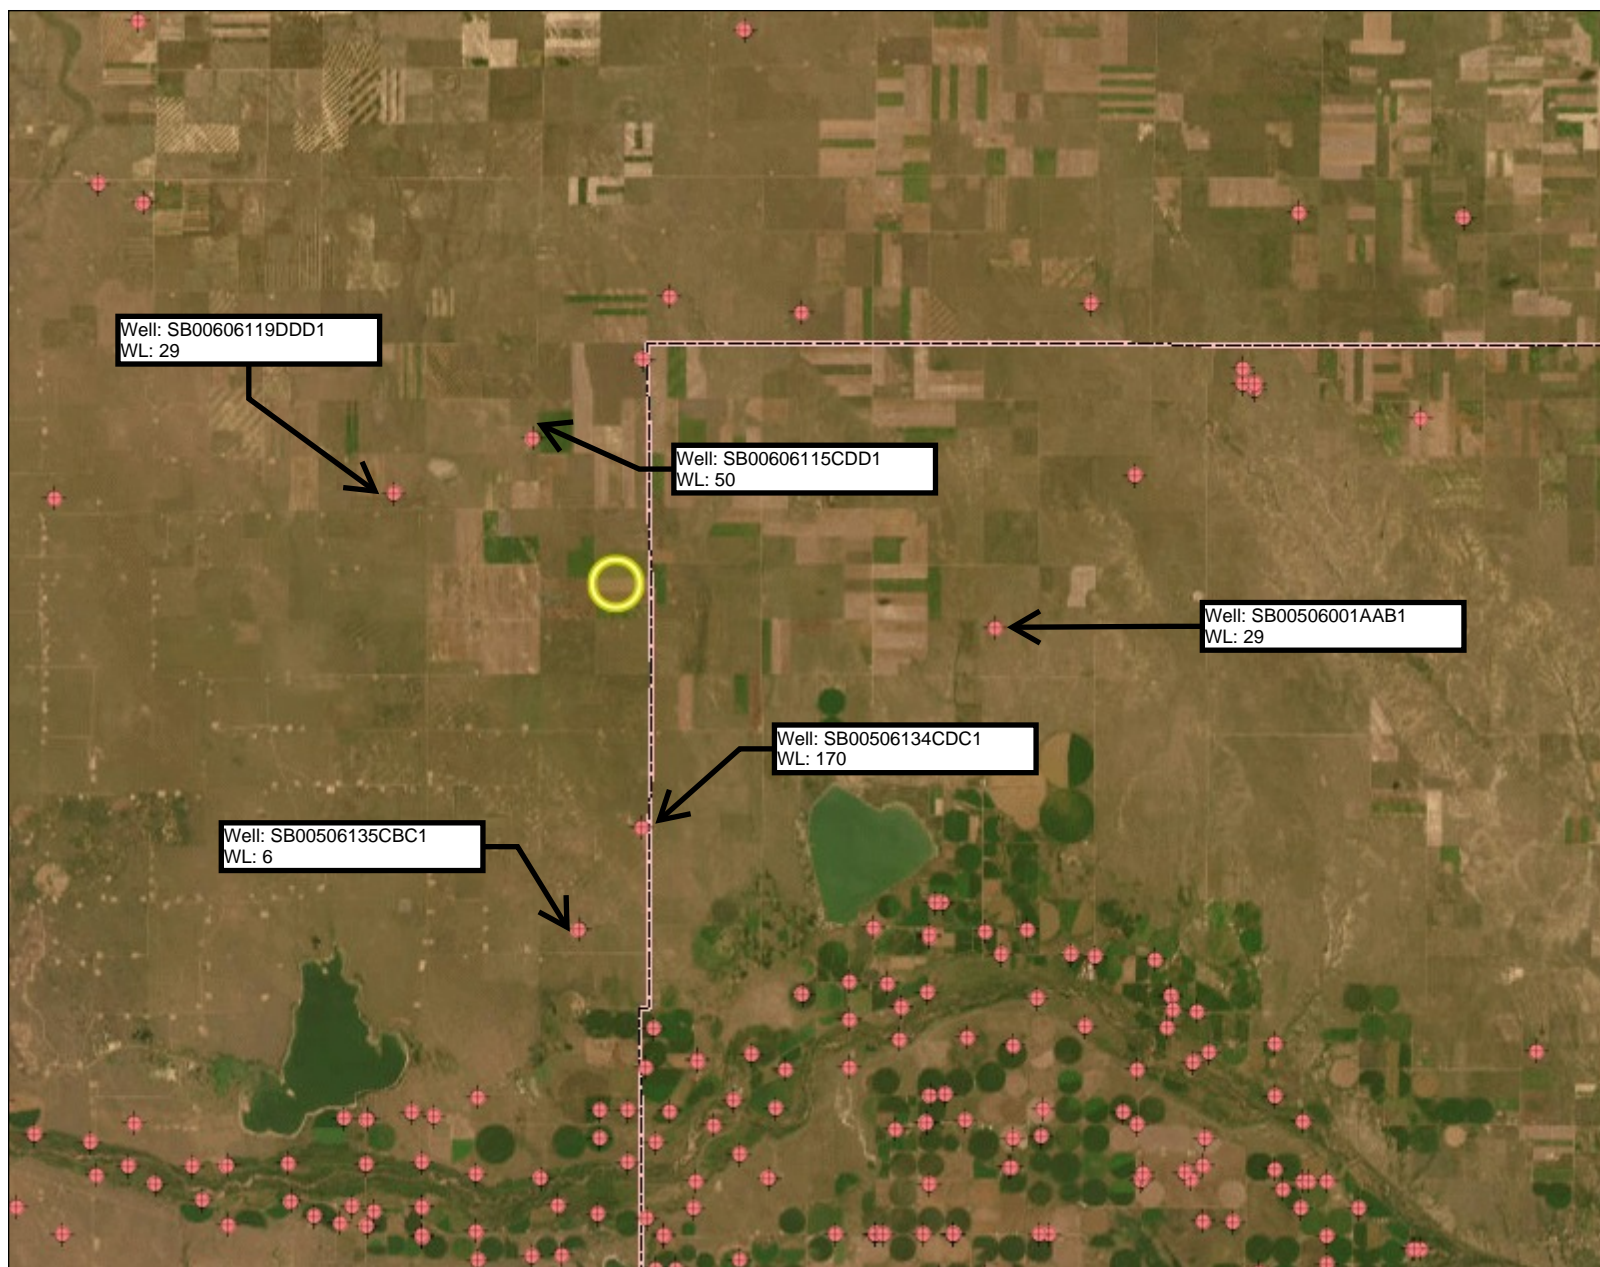 Well: SB00606119DDD1
WL: 29
Well: SB00606115CDD1
WL: 50
Well: SB00506001AAB1
WL: 29
Well: SB00506134CDC1
WL: 170
Well: SB00506135CBC1
WL: 6